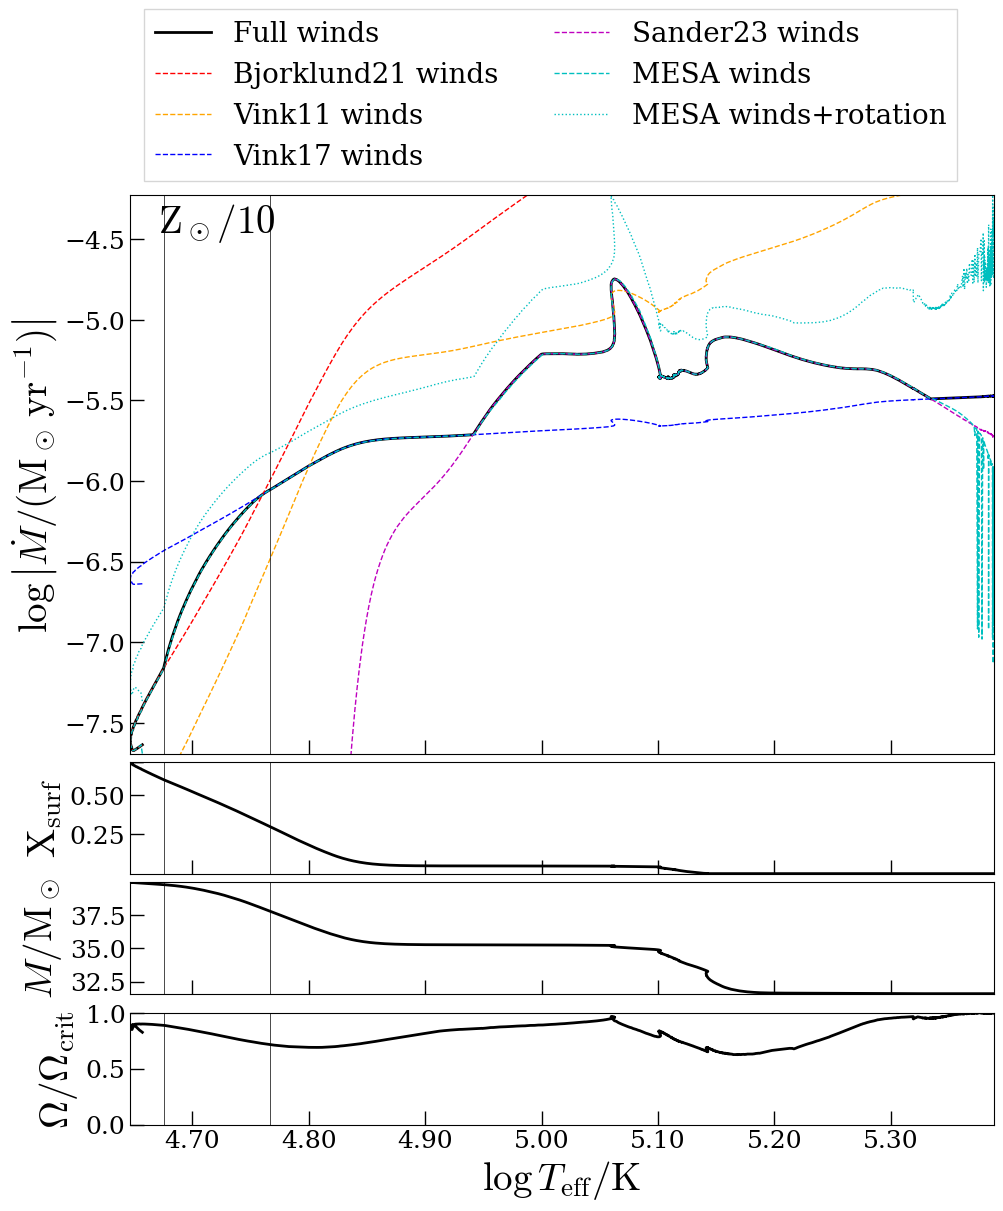 Full winds
Bjorklund21 winds
Vink11 winds
Vink17 winds
Sander23 winds
MESA winds
MESA winds+rotation
Z⊙/10
log |Ṁ/(M⊙ yr⁻¹)|
−4.5
−5.0
−5.5
−6.0
−6.5
−7.0
−7.5
X_surf
0.50
0.25
M/M⊙
37.5
35.0
32.5
Ω/Ω_crit
1.0
0.5
0.0
4.70 4.80 4.90 5.00 5.10 5.20 5.30
log T_eff/K